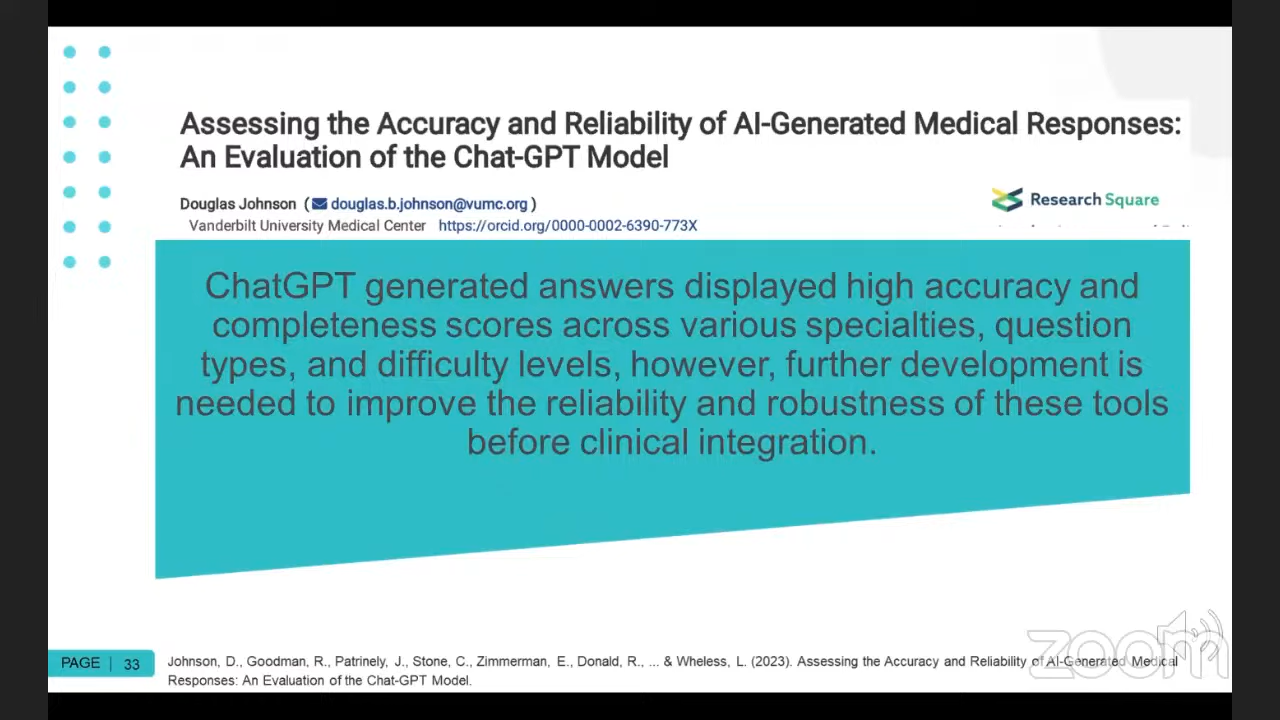 Assessing the Accuracy and Reliability of AI-Generated Medical Responses:
An Evaluation of the Chat-GPT Model
Douglas Johnson ( douglas.b.johnson@vumc.org )
Research Square
Vanderbilt University Medical Center https://orcid.org/0000-0002-6390-773X
ChatGPT generated answers displayed high accuracy and
completeness scores across various specialties, question
types, and difficulty levels, however, further development is
needed to improve the reliability and robustness of these tools
before clinical integration.
PAGE | 33
Johnson, D., Goodman, R., Patrinely, J., Stone, C., Zimmerman, E., Donald, R., ... & Wheless, L. (2023). Assessing the Accuracy and Reliability of AI-Generated Medical
Responses: An Evaluation of the Chat-GPT Model.
zoom